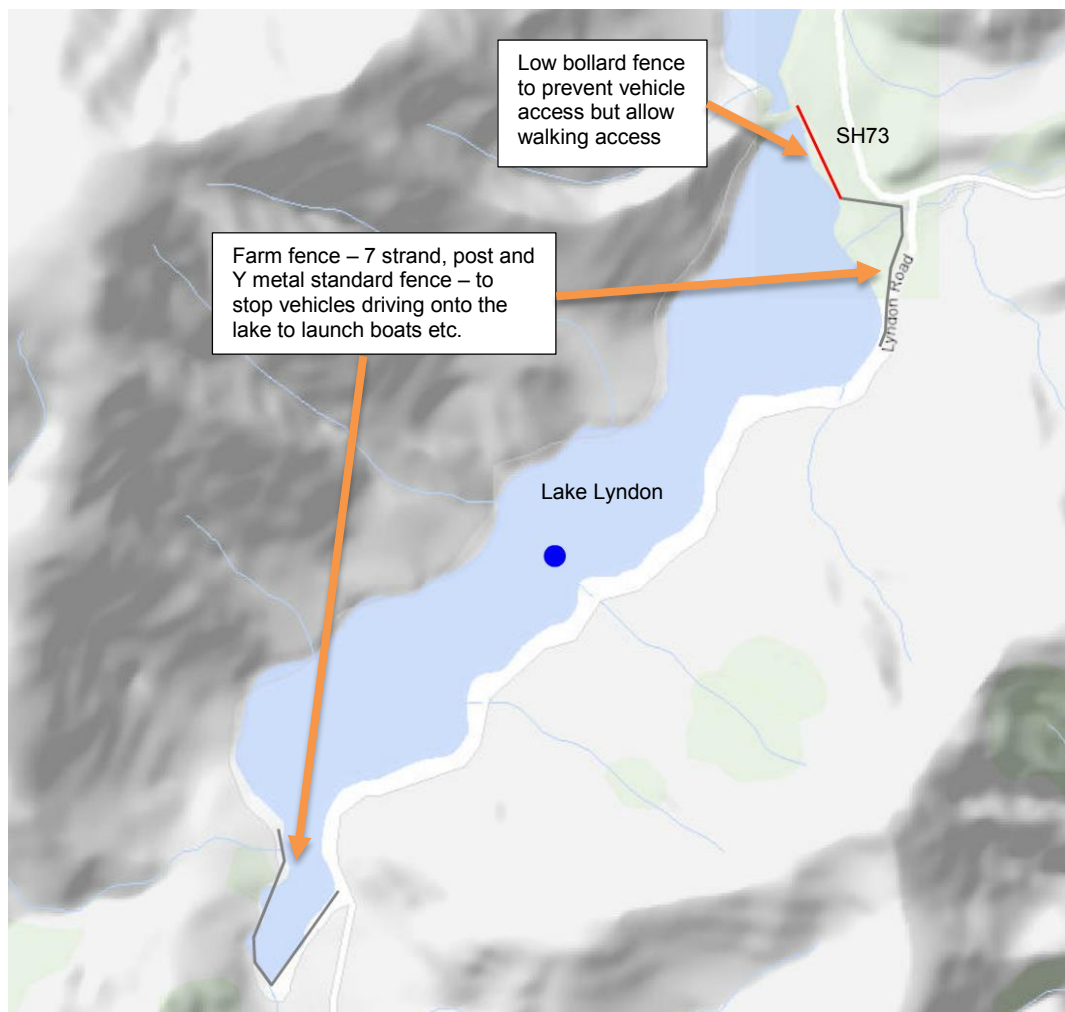 Low bollard fence
to prevent vehicle
access but allow
walking access
SH73
Farm fence – 7 strand, post and
Y metal standard fence – to
stop vehicles driving onto the
lake to launch boats etc.
Lyndon Road
Lake Lyndon